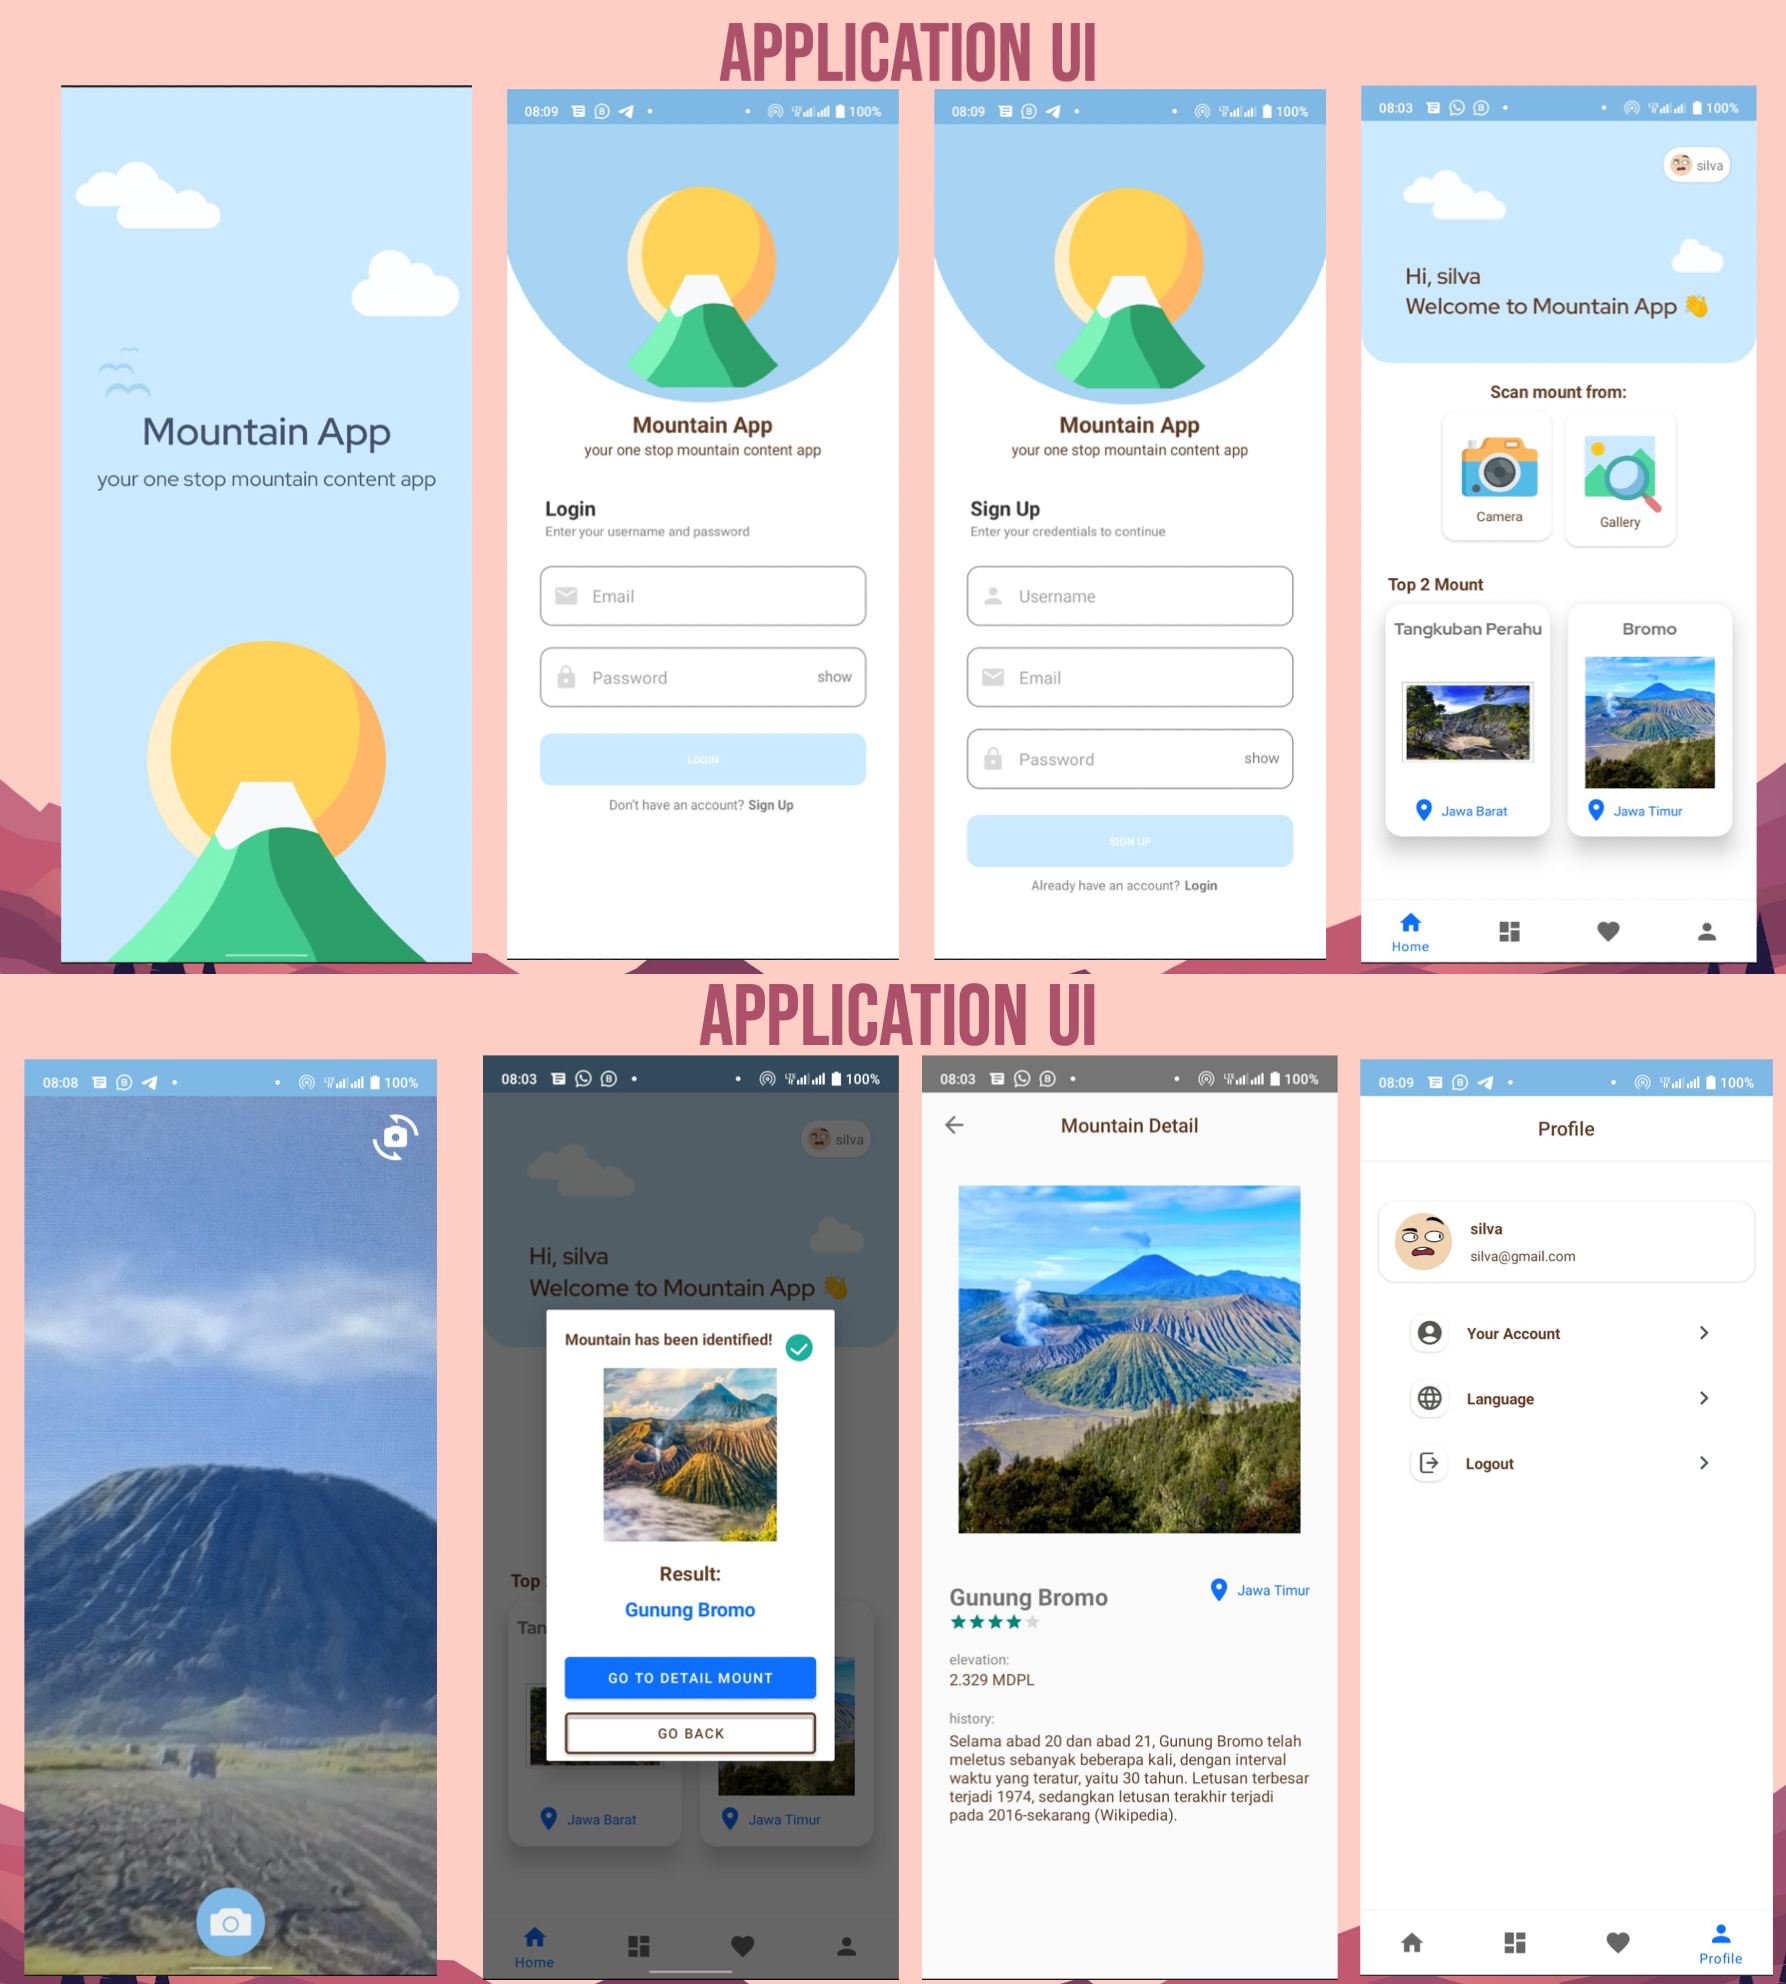 APPLICATION UI
Mountain App
your one stop mountain content app
08:09
100%
Mountain App
your one stop mountain content app
Login
Enter your username and password
Email
Password
show
LOGIN
Don't have an account? Sign Up
08:09
100%
Mountain App
your one stop mountain content app
Sign Up
Enter your credentials to continue
Username
Email
Password
show
SIGN UP
Already have an account? Login
08:03
100%
silva
Hi, silva
Welcome to Mountain App 👋
Scan mount from:
Camera
Gallery
Top 2 Mount
Tangkuban Perahu
Bromo
Jawa Barat
Jawa Timur
Home
APPLICATION UI
08:08
100%
08:03
100%
silva
Hi, silva
Welcome to Mountain App 👋
Mountain has been identified!
Result:
Gunung Bromo
GO TO DETAIL MOUNT
GO BACK
Top
Tan
Jawa Barat
Jawa Timur
Home
08:03
100%
Mountain Detail
Gunung Bromo
Jawa Timur
elevation:
2.329 MDPL
history:
Selama abad 20 dan abad 21, Gunung Bromo telah
meletus sebanyak beberapa kali, dengan interval
waktu yang teratur, yaitu 30 tahun. Letusan terbesar
terjadi 1974, sedangkan letusan terakhir terjadi
pada 2016-sekarang (Wikipedia).
08:09
100%
Profile
silva
silva@gmail.com
Your Account
Language
Logout
Profile